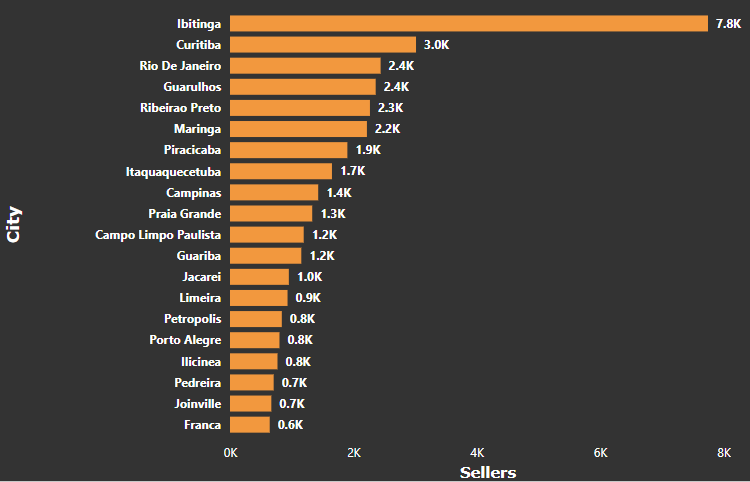 Ibitinga 7.8K
Curitiba 3.0K
Rio De Janeiro 2.4K
Guarulhos 2.4K
Ribeirao Preto 2.3K
Maringa 2.2K
Piracicaba 1.9K
Itaquaquecetuba 1.7K
Campinas 1.4K
Praia Grande 1.3K
Campo Limpo Paulista 1.2K
Guariba 1.2K
Jacarei 1.0K
Limeira 0.9K
Petropolis 0.8K
Porto Alegre 0.8K
Ilicinea 0.8K
Pedreira 0.7K
Joinville 0.7K
Franca 0.6K
City
0K 2K 4K 6K 8K
Sellers